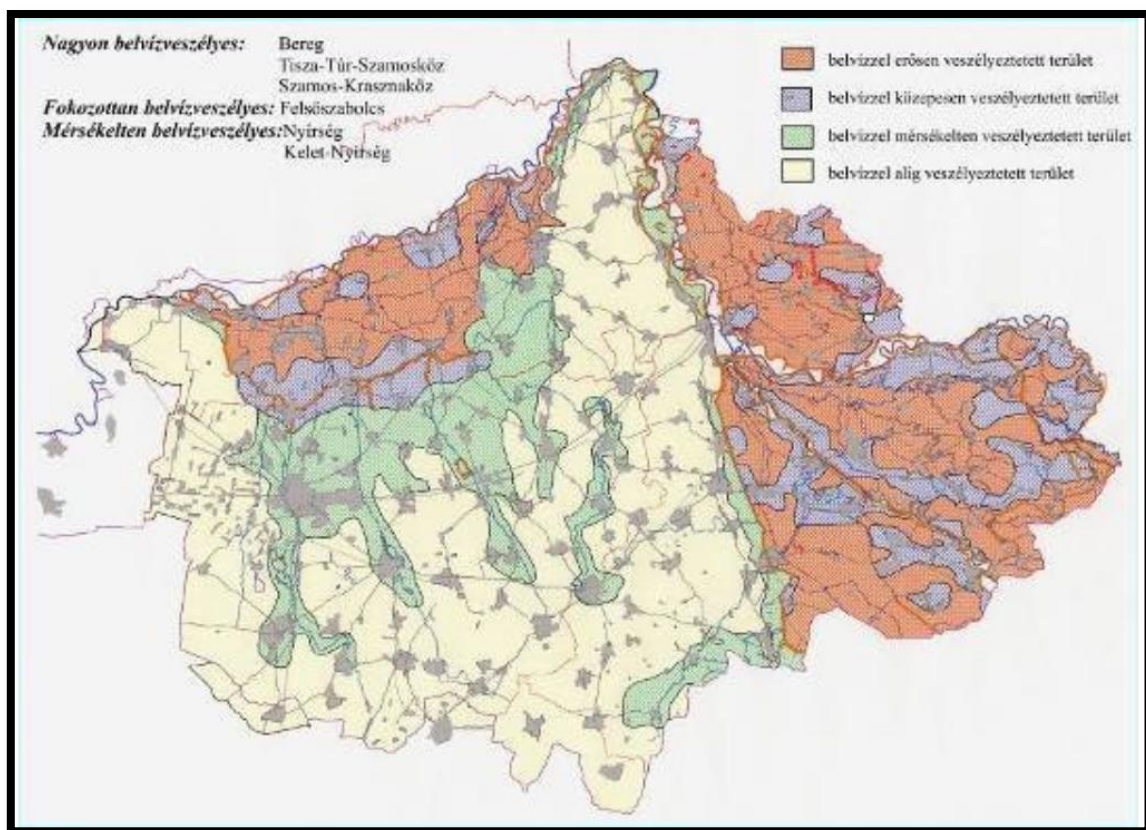 Nagyon belvízveszélyes: Bereg
Tisza-Túr-Szamosköz
Szamos-Krasznaköz
Fokozottan belvízveszélyes: Felsőszabolcs
Mérsékelten belvízveszélyes:Nyírség
Kelet-Nyírség
belvízzel erősen veszélyeztetett terület
belvízzel közepesen veszélyeztetett terület
belvízzel mérsékelten veszélyeztetett terület
belvízzel alig veszélyeztetett terület